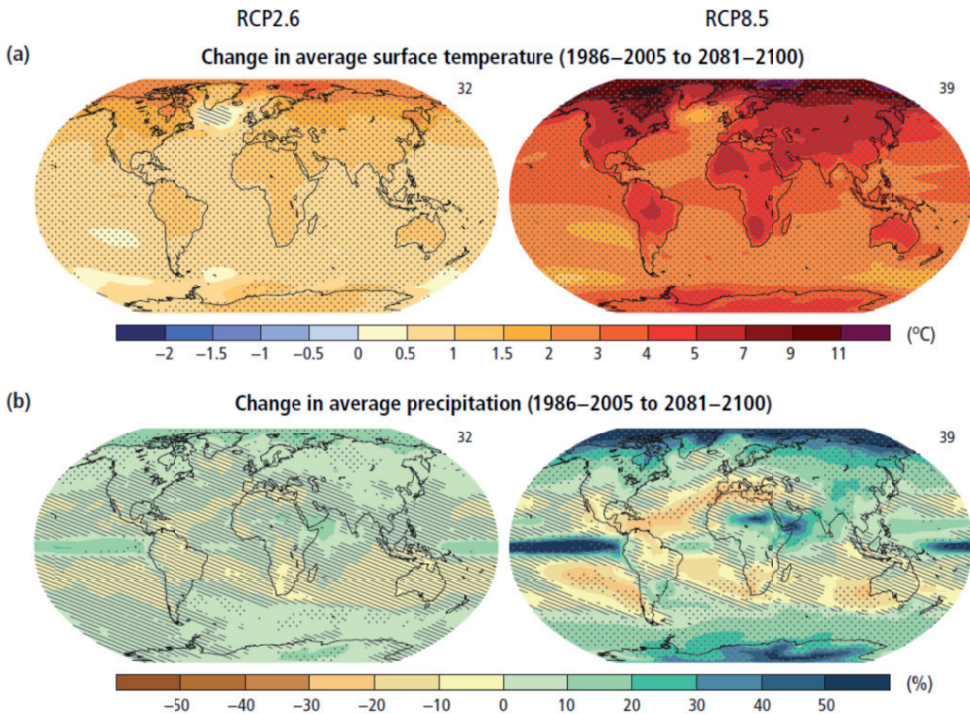 RCP2.6 RCP8.5
(a) Change in average surface temperature (1986–2005 to 2081–2100)
32 39
(°C)
−2 −1.5 −1 −0.5 0 0.5 1 1.5 2 3 4 5 7 9 11
(b) Change in average precipitation (1986–2005 to 2081–2100)
32 39
(%)
−50 −40 −30 −20 −10 0 10 20 30 40 50